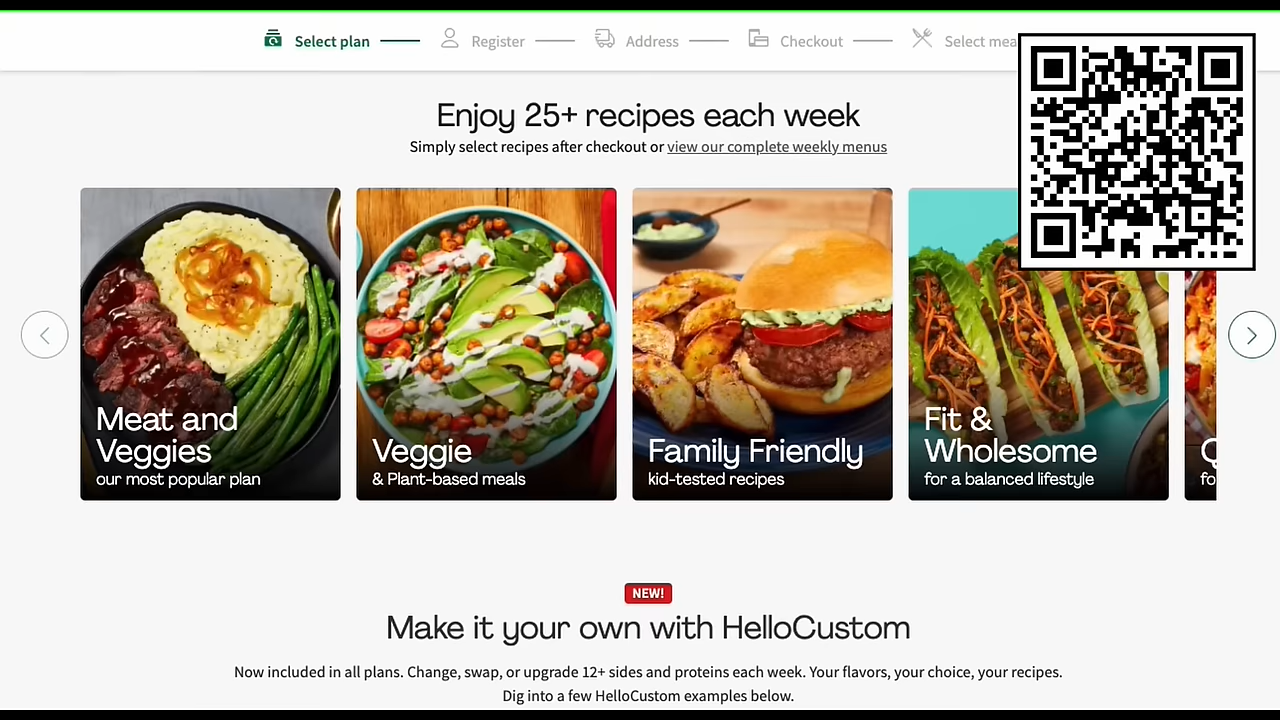 Select plan
Register
Address
Checkout
Select mea
Enjoy 25+ recipes each week
Simply select recipes after checkout or view our complete weekly menus
Meat and
Veggies
our most popular plan
Veggie
& Plant-based meals
Family Friendly
kid-tested recipes
Fit &
Wholesome
for a balanced lifestyle
Q
fo
NEW!
Make it your own with HelloCustom
Now included in all plans. Change, swap, or upgrade 12+ sides and proteins each week. Your flavors, your choice, your recipes.
Dig into a few HelloCustom examples below.